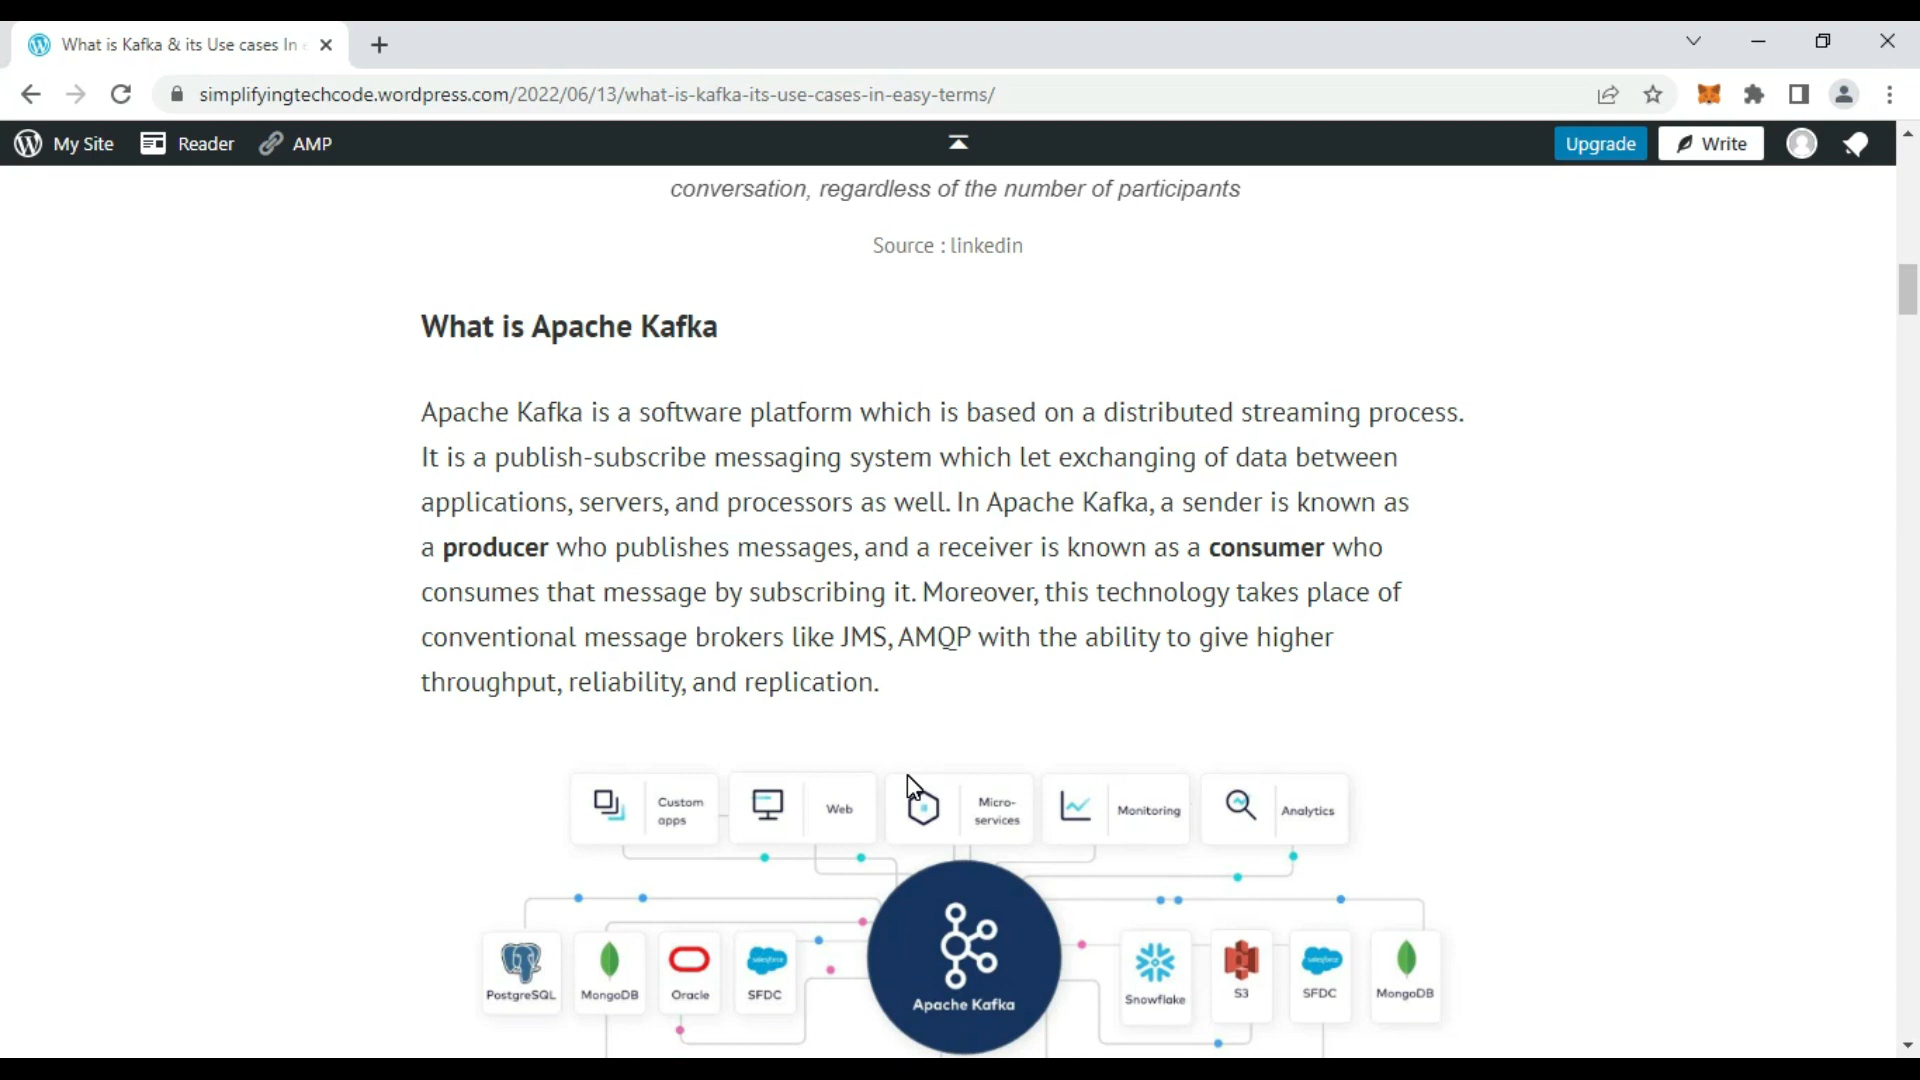 What is Kafka & its Use cases In
simplifyingtechcode.wordpress.com/2022/06/13/what-is-kafka-its-use-cases-in-easy-terms/
My Site Reader AMP Upgrade Write
conversation, regardless of the number of participants
Source : linkedin
What is Apache Kafka
Apache Kafka is a software platform which is based on a distributed streaming process.
It is a publish-subscribe messaging system which let exchanging of data between
applications, servers, and processors as well. In Apache Kafka, a sender is known as
a producer who publishes messages, and a receiver is known as a consumer who
consumes that message by subscribing it. Moreover, this technology takes place of
conventional message brokers like JMS, AMQP with the ability to give higher
throughput, reliability, and replication.
Custom
apps
Web
Micro-
services
Monitoring
Analytics
PostgreSQL
MongoDB
Oracle
salesforce
SFDC
Apache Kafka
Snowflake
S3
salesforce
SFDC
MongoDB